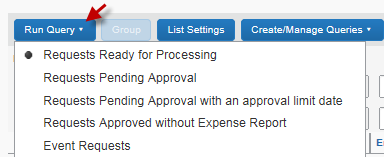 Run Query Group List Settings Create/Manage Queries
Requests Ready for Processing
Requests Pending Approval
Requests Pending Approval with an approval limit date
Requests Approved without Expense Report
Event Requests